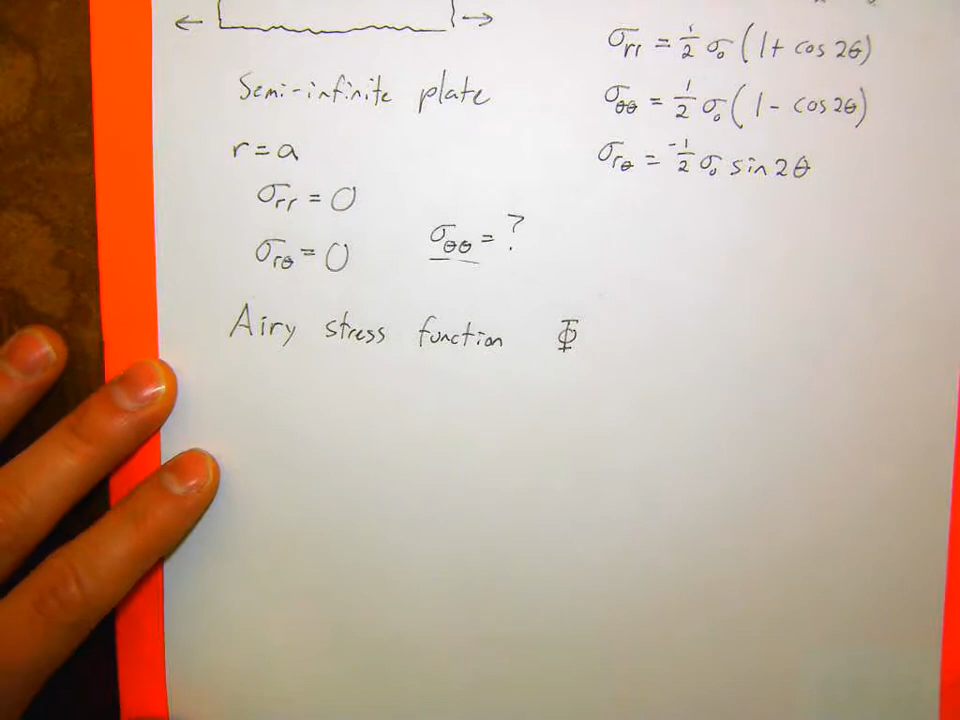 σrr = 1/2 σ₀ (1 + cos 2θ)
Semi-infinite plate
σθθ = 1/2 σ₀ (1 - cos 2θ)
r = a
σrθ = -1/2 σ₀ sin 2θ
σrr = 0
σrθ = 0 σθθ = ?
Airy stress function Φ